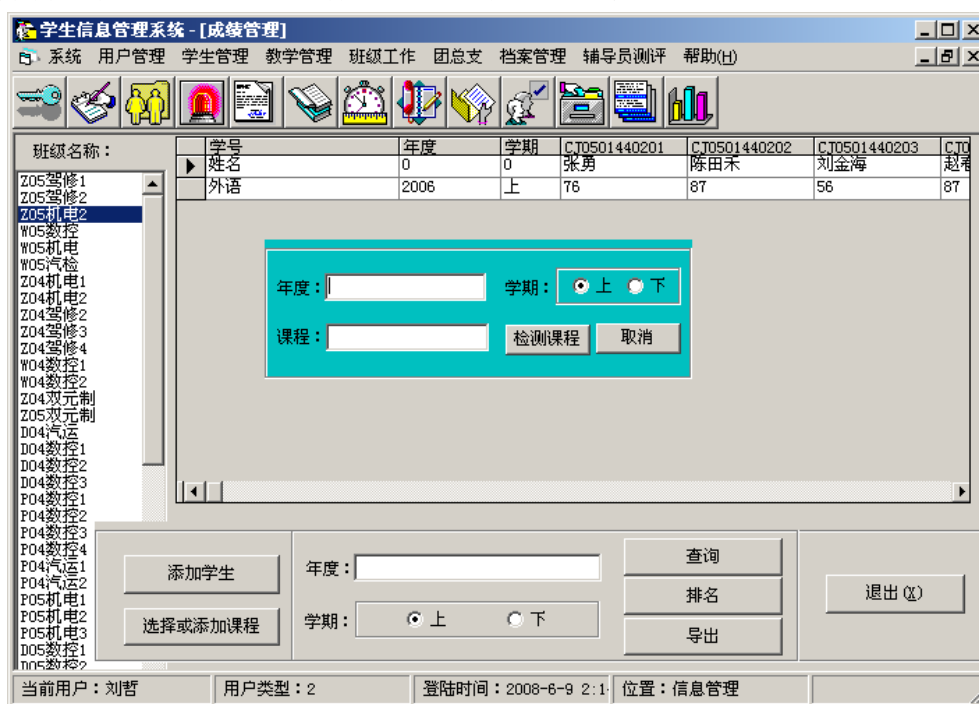 学生信息管理系统 - [成绩管理]
系统 用户管理 学生管理 教学管理 班级工作 团总支 档案管理 辅导员测评 帮助(H)
班级名称：
学号 年度 学期 CJ0501440201 CJ0501440202 CJ0501440203 CJ0
姓名 0 0 张勇 陈田禾 刘金海 赵君
外语 2006 上 76 87 56 87
Z05驾修1
Z05驾修2
Z05机电2
W05数控
W05机电
W05汽检
Z04机电1
Z04机电2
Z04驾修2
Z04驾修3
Z04驾修4
W04数控1
W04数控2
Z04双元制
Z05双元制
D04汽运
D04数控1
D04数控2
D04数控3
P04数控1
P04数控2
P04数控3
P04数控4
P04汽运1
P04汽运2
P05机电1
P05机电2
P05机电3
D05数控1
D05数控2
年度： 学期： 上 下
课程： 检测课程 取消
添加学生
选择或添加课程
年度：
学期： 上 下
查询
排名
导出
退出(X)
当前用户：刘哲 用户类型：2 登陆时间：2008-6-9 2:1 位置：信息管理